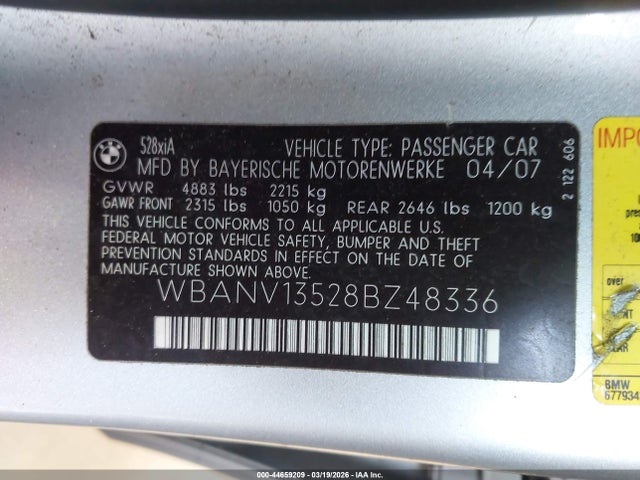 BMW
528xiA
VEHICLE TYPE: PASSENGER CAR
MFD BY BAYERISCHE MOTORENWERKE 04/07
GVWR 4883 lbs 2215 kg
GAWR FRONT 2315 lbs 1050 kg REAR 2646 lbs 1200 kg
THIS VEHICLE CONFORMS TO ALL APPLICABLE U.S.
FEDERAL MOTOR VEHICLE SAFETY, BUMPER AND THEFT
PREVENTION STANDARDS IN EFFECT ON THE DATE OF
MANUFACTURE SHOWN ABOVE.
WBANV13528BZ48336
2 122 606
BMW
677934
000-44659209 - 03/19/2026 - IAA Inc.